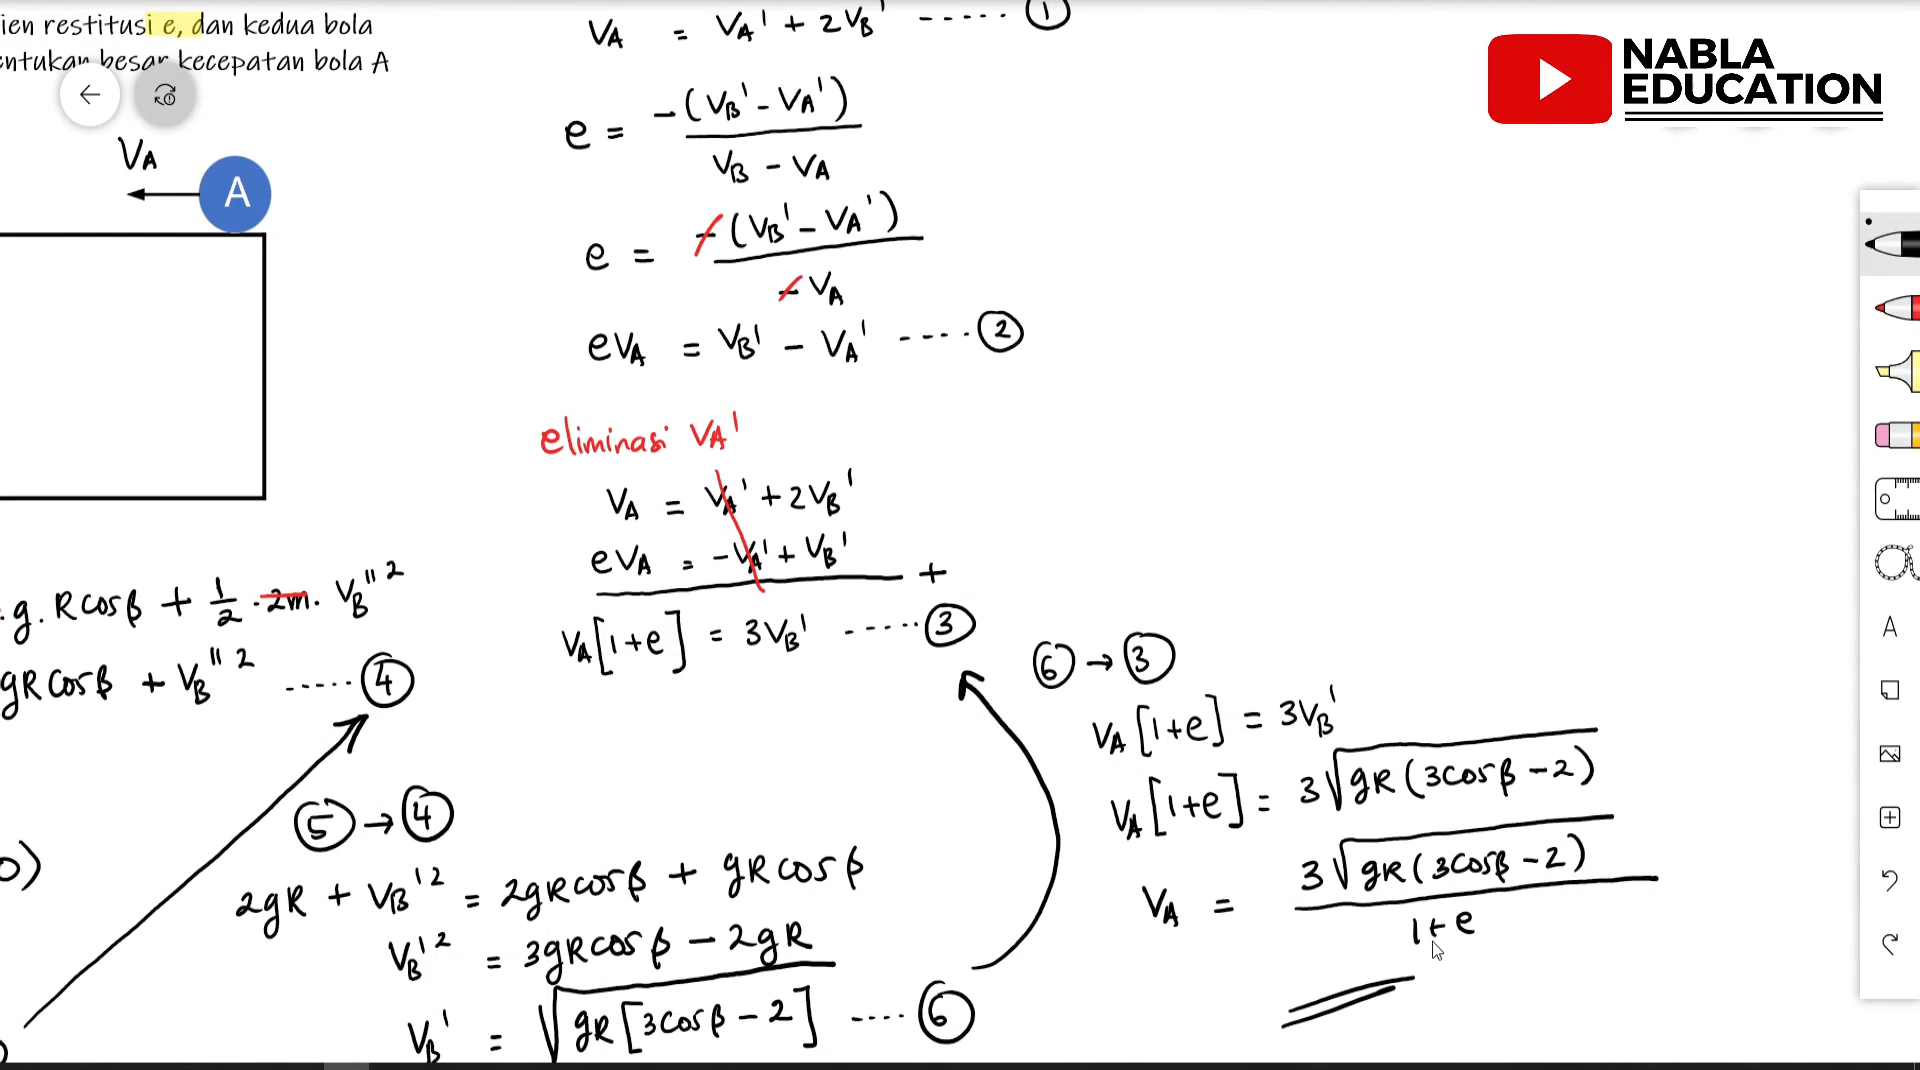 ien restitusi e, dan kedua bola
entukan besar kecepatan bola A
VA
A
VA = VA' + 2VB' ...... ①
e = -(VB' - VA') / VB - VA
e = -(VB' - VA') / -VA
eVA = VB' - VA' .... ②
eliminasi VA'
VA = VA' + 2VB'
eVA = -VA' + VB' +
VA[1+e] = 3VB' ..... ③
g. R cos β + 1/2 . 2m . VB''²
gR cos β + VB''² ..... ④
⑤ → ④
2gR + VB'² = 2gR cos β + gR cos β
VB'² = 3gR cos β - 2gR
VB' = √gR[3cos β - 2] .... ⑥
⑥ → ③
VA[1+e] = 3VB'
VA[1+e] = 3√gR(3cos β - 2)
VA = 3√gR(3cos β - 2) / 1+e
NABLA
EDUCATION
A